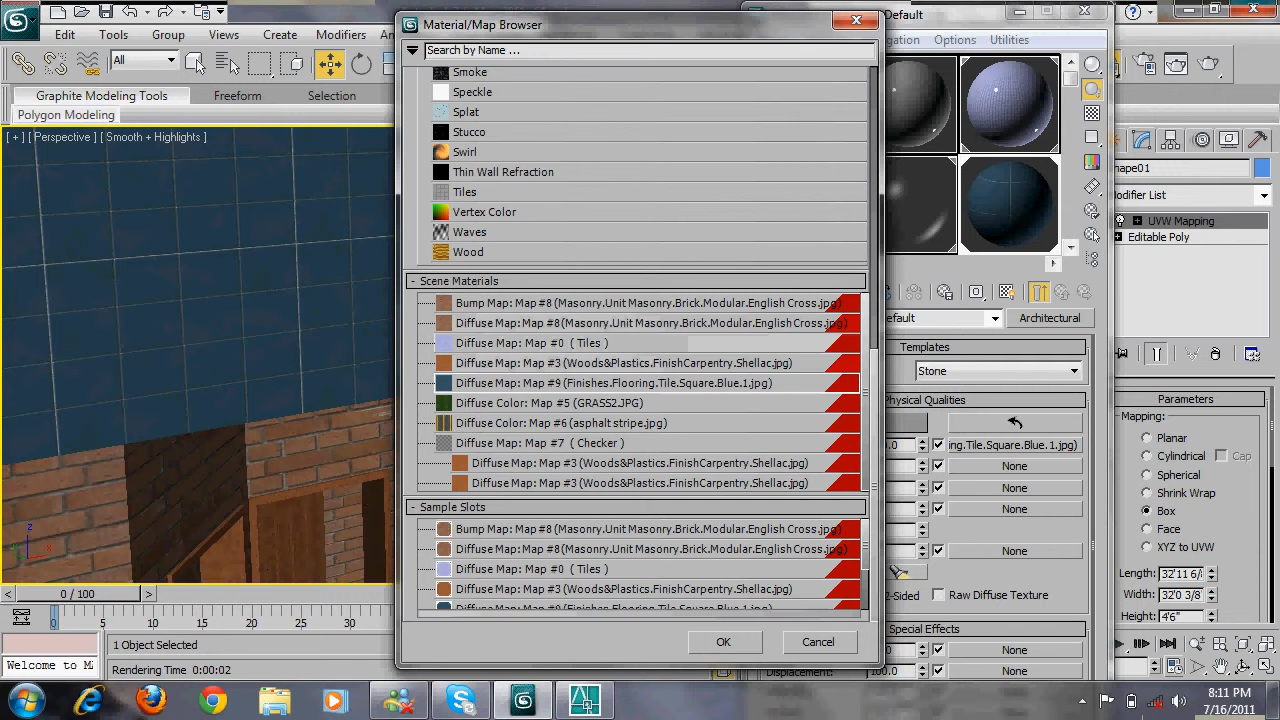 Material/Map Browser
Default
Edit
Tools
Group
Views
Create
Modifiers
Search by Name ...
Options
Utilities
All
Graphite Modeling Tools
Freeform
Selection
Polygon Modeling
[ + ] [ Perspective ] [ Smooth + Highlights ]
Smoke
Speckle
Splat
Stucco
Swirl
Thin Wall Refraction
Tiles
Vertex Color
Waves
Wood
- Scene Materials
Bump Map: Map #8 (Masonry.Unit Masonry.Brick.Modular.English Cross.jpg)
Diffuse Map: Map #8 (Masonry.Unit Masonry.Brick.Modular.English Cross.jpg)
Diffuse Map: Map #0 ( Tiles )
Diffuse Map: Map #3 (Woods&Plastics.FinishCarpentry.Shellac.jpg)
Diffuse Map: Map #9 (Finishes.Flooring.Tile.Square.Blue.1.jpg)
Diffuse Color: Map #5 (GRASS2.JPG)
Diffuse Color: Map #6 (asphalt stripe.jpg)
Diffuse Map: Map #7 ( Checker )
Diffuse Map: Map #3 (Woods&Plastics.FinishCarpentry.Shellac.jpg)
Diffuse Map: Map #3 (Woods&Plastics.FinishCarpentry.Shellac.jpg)
- Sample Slots
Bump Map: Map #8 (Masonry.Unit Masonry.Brick.Modular.English Cross.jpg)
Diffuse Map: Map #8 (Masonry.Unit Masonry.Brick.Modular.English Cross.jpg)
Diffuse Map: Map #0 ( Tiles )
Diffuse Map: Map #3 (Woods&Plastics.FinishCarpentry.Shellac.jpg)
Diffuse Map: Map #9 (Finishes.Flooring.Tile.Square.Blue.1.jpg)
OK
Cancel
efault
Architectural
Templates
Stone
Physical Qualities
ng.Tile.Square.Blue.1.jpg)
None
None
None
None
2-Sided
Raw Diffuse Texture
Special Effects
None
Displacement:
100.0
None
hape01
odifier List
UVW Mapping
Editable Poly
Parameters
Mapping:
Planar
Cylindrical
Cap
Spherical
Shrink Wrap
Box
Face
XYZ to UVW
Length:
32'11 6/
Width:
32'0 3/8
Height:
4'6"
z
x
0 / 100
0
5
10
15
20
25
30
1 Object Selected
Welcome to M
Rendering Time 0:00:02
8:11 PM
7/16/2011